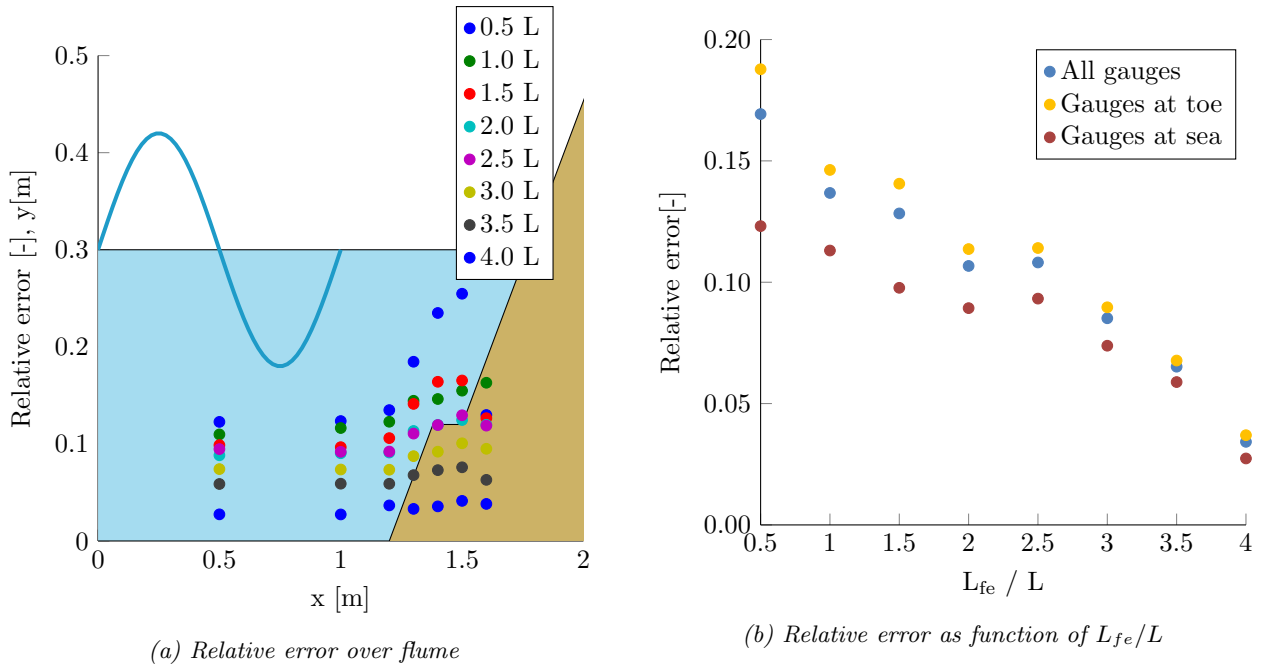 0.5 L
1.0 L
1.5 L
2.0 L
2.5 L
3.0 L
3.5 L
4.0 L
0.5
0.4
0.3
0.2
0.1
0
Relative error [-], y[m]
0 0.5 1 1.5 2
x [m]
(a) Relative error over flume
All gauges
Gauges at toe
Gauges at sea
0.20
0.15
0.10
0.05
0.00
Relative error[-]
0.5 1 1.5 2 2.5 3 3.5 4
L_fe / L
(b) Relative error as function of L_fe/L